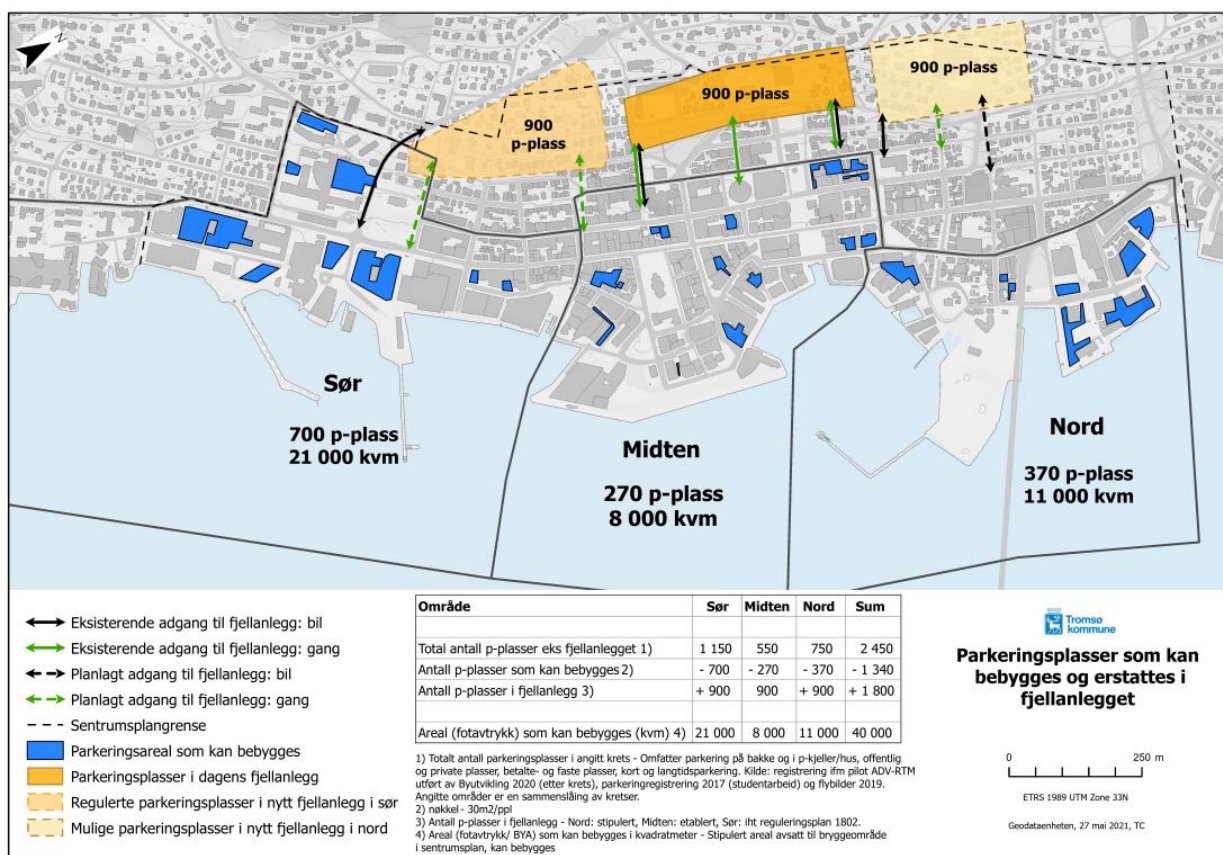 N
900 p-plass
900 p-plass
900
p-plass
Sør
700 p-plass
21 000 kvm
Midten
270 p-plass
8 000 kvm
Nord
370 p-plass
11 000 kvm
Eksisterende adgang til fjellanlegg: bil
Eksisterende adgang til fjellanlegg: gang
Planlagt adgang til fjellanlegg: bil
Planlagt adgang til fjellanlegg: gang
Sentrumsplangrense
Parkeringsareal som kan bebygges
Parkeringsplasser i dagens fjellanlegg
Regulerte parkeringsplasser i nytt fjellanlegg i sør
Mulige parkeringsplasser i nytt fjellanlegg i nord
Område Sør Midten Nord Sum
Total antall p-plasser eks fjellanlegget 1) 1 150 550 750 2 450
Antall p-plasser som kan bebygges 2) - 700 - 270 - 370 - 1 340
Antall p-plasser i fjellanlegg 3) + 900 900 + 900 + 1 800
Areal (fotavtrykk) som kan bebygges (kvm) 4) 21 000 8 000 11 000 40 000
1) Totalt antall parkeringsplasser i angitt krets - Omfatter parkering på bakke og i p-kjeller/hus, offentlig
og private plasser, betalte- og faste plasser, kort og langtidsparkering. Kilde: registrering ifm pilot ADV-RTM
utført av Byutvikling 2020 (etter krets), parkeringregistrering 2017 (studentarbeid) og flybilder 2019.
Angitte områder er en sammenslåing av kretser.
2) nøkkel - 30m2/ppl
3) Antall p-plasser i fjellanlegg - Nord: stipulert, Midten: etablert, Sør: iht reguleringsplan 1802.
4) Areal (fotavtrykk/ BYA) som kan bebygges i kvadratmeter - Stipulert areal avsatt til bryggeområde
i sentrumsplan, kan bebygges
Tromsø
kommune
Parkeringsplasser som kan
bebygges og erstattes i
fjellanlegget
0 250 m
ETRS 1989 UTM Zone 33N
Geodataenheten, 27 mai 2021, TC